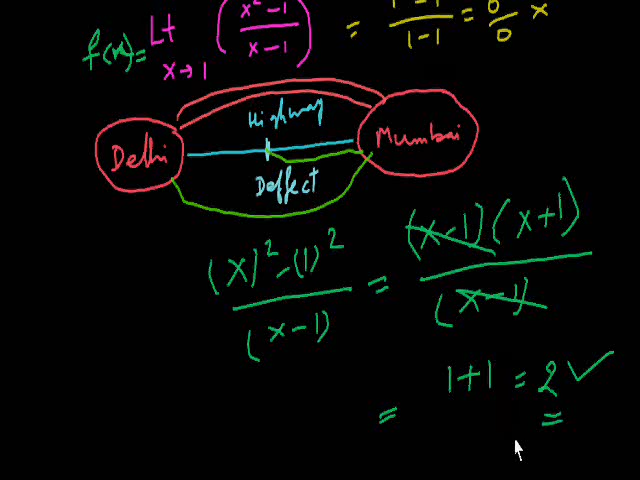 f(x)= Lt x→1 (x²-1 / x-1) = 1-1 / 1-1 = 0/0 x
Highway
Delhi Mumbai
Deffect
(x)²-(1)² / (x-1) = (x-1)(x+1) / (x-1)
= 1+1 = 2 ✓